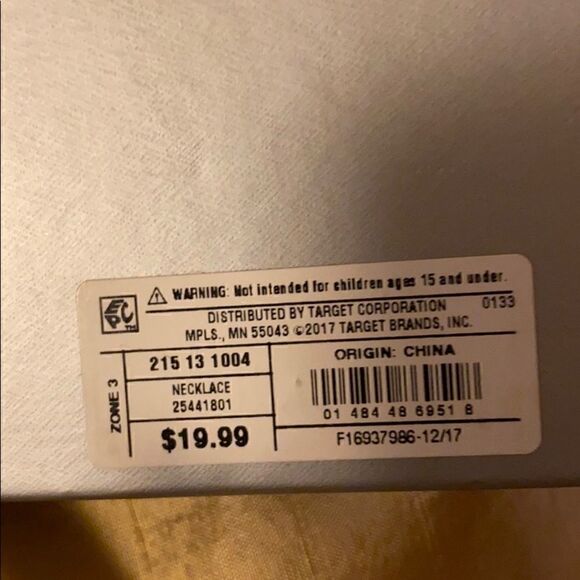 EPC TM
⚠ WARNING: Not intended for children ages 15 and under.
DISTRIBUTED BY TARGET CORPORATION 0133
MPLS., MN 55043 ©2017 TARGET BRANDS, INC.
ZONE 3
215 13 1004
NECKLACE
25441801
$19.99
ORIGIN: CHINA
01 484 48 6951 8
F16937986-12/17